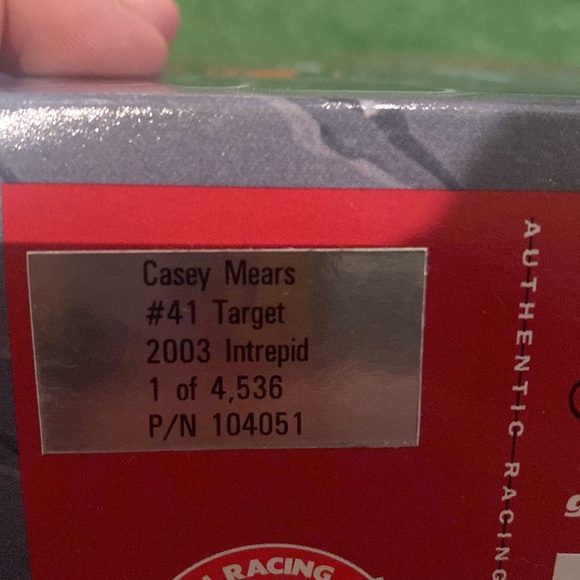 Casey Mears
#41 Target
2003 Intrepid
1 of 4,536
P/N 104051
AUTHENTIC RACING
RACING